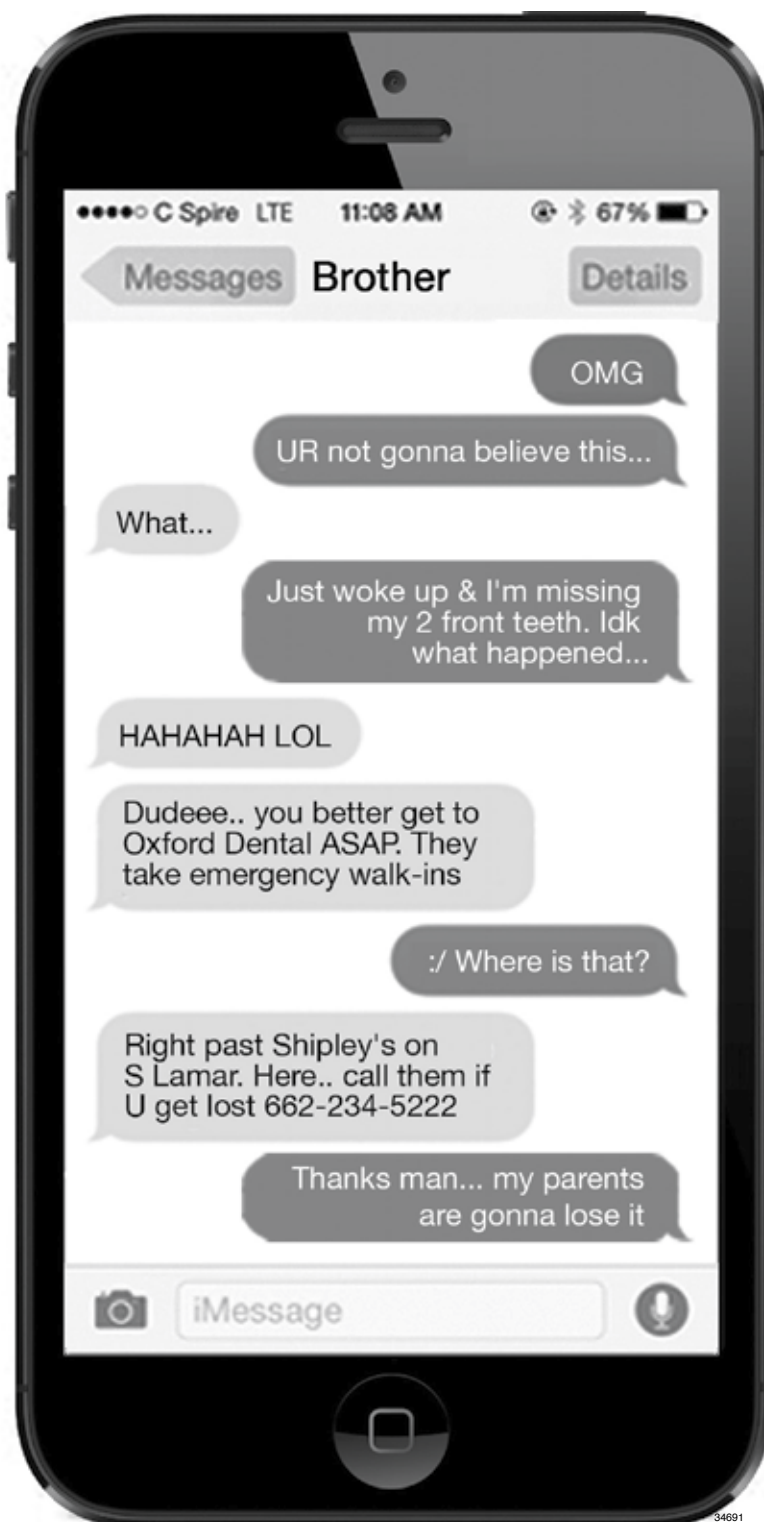 C Spire LTE 11:08 AM 67%
Messages Brother Details
OMG
UR not gonna believe this...
What...
Just woke up & I'm missing
my 2 front teeth. Idk
what happened...
HAHAHAH LOL
Dudeee.. you better get to
Oxford Dental ASAP. They
take emergency walk-ins
:/ Where is that?
Right past Shipley's on
S Lamar. Here.. call them if
U get lost 662-234-5222
Thanks man... my parents
are gonna lose it
iMessage
34691